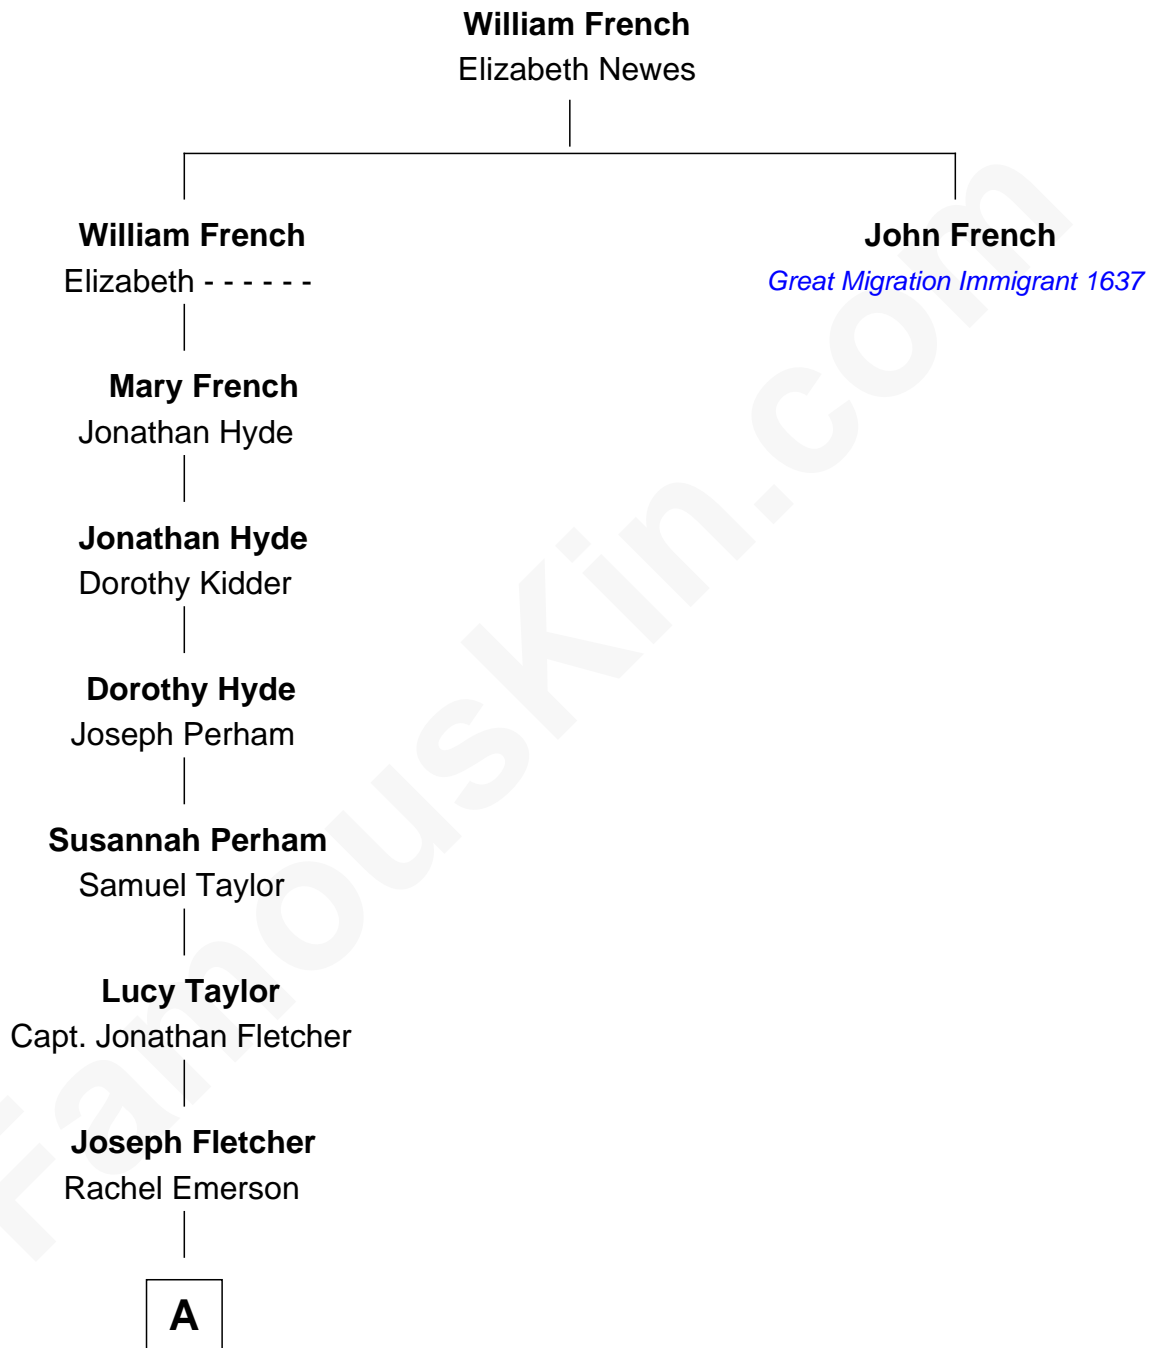 William French
Elizabeth Newes
William French
John French
Elizabeth - - - - - -
Great Migration Immigrant 1637
Mary French
Jonathan Hyde
Jonathan Hyde
Dorothy Kidder
Dorothy Hyde
Joseph Perham
Susannah Perham
Samuel Taylor
Lucy Taylor
Capt. Jonathan Fletcher
Joseph Fletcher
Rachel Emerson
A
FamousKin.com